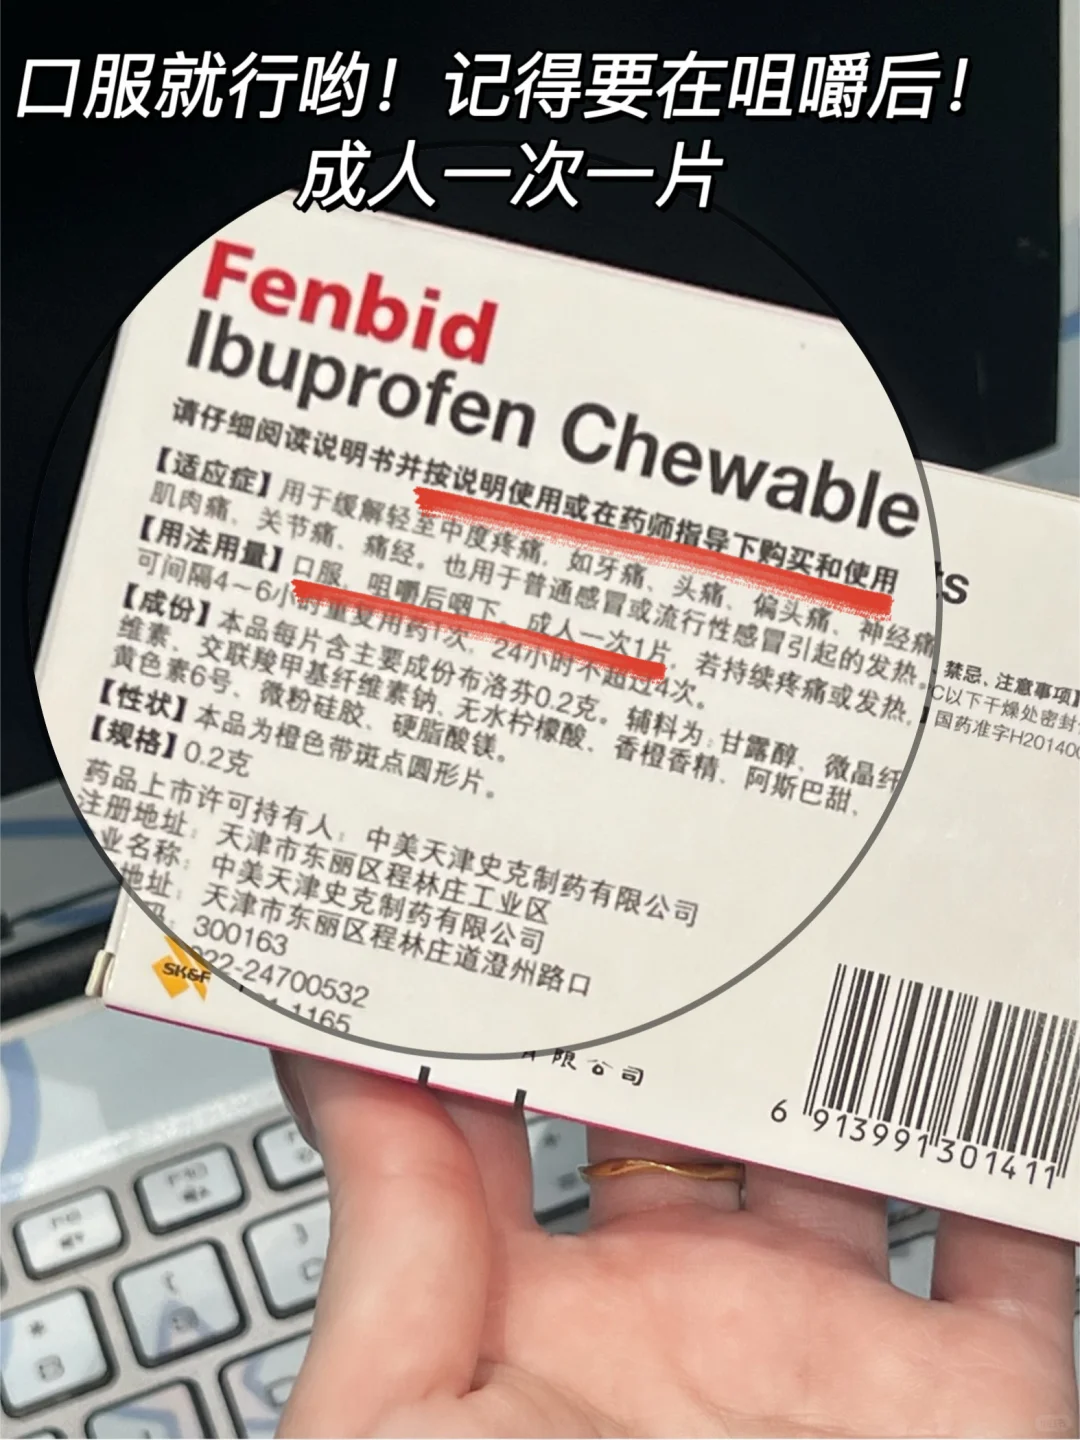 口服就行哟！记得要在咀嚼后！
成人一次一片
Fenbid
Ibuprofen Chewable
请仔细阅读说明书并按说明使用或在药师指导下购买和使用
【适应症】用于缓解轻至中度疼痛，如牙痛、头痛、偏头痛、神经痛
肌肉痛、关节痛、痛经。也用于普通感冒或流行性感冒引起的发热。
【用法用量】口服，咀嚼后咽下。成人一次1片，若持续疼痛或发热，
可间隔4～6小时重复用药1次，24小时不超过4次。
【成份】本品每片含主要成份布洛芬0.2克。辅料为：甘露醇、微晶纤
维素、交联羧甲基纤维素钠、无水柠檬酸、香橙香精、阿斯巴甜、
黄色素6号、微粉硅胶、硬脂酸镁。
【性状】本品为橙色带斑点圆形片。
【规格】0.2克
药品上市许可持有人：中美天津史克制药有限公司
注册地址：天津市东丽区程林庄工业区
业名称：中美天津史克制药有限公司
地址：天津市东丽区程林庄道澄州路口
300163
022-24700532
1165
SK&F
ts
禁忌、注意事项】
C以下干燥处密封
国药准字H201400
限公司
6 913991 301411